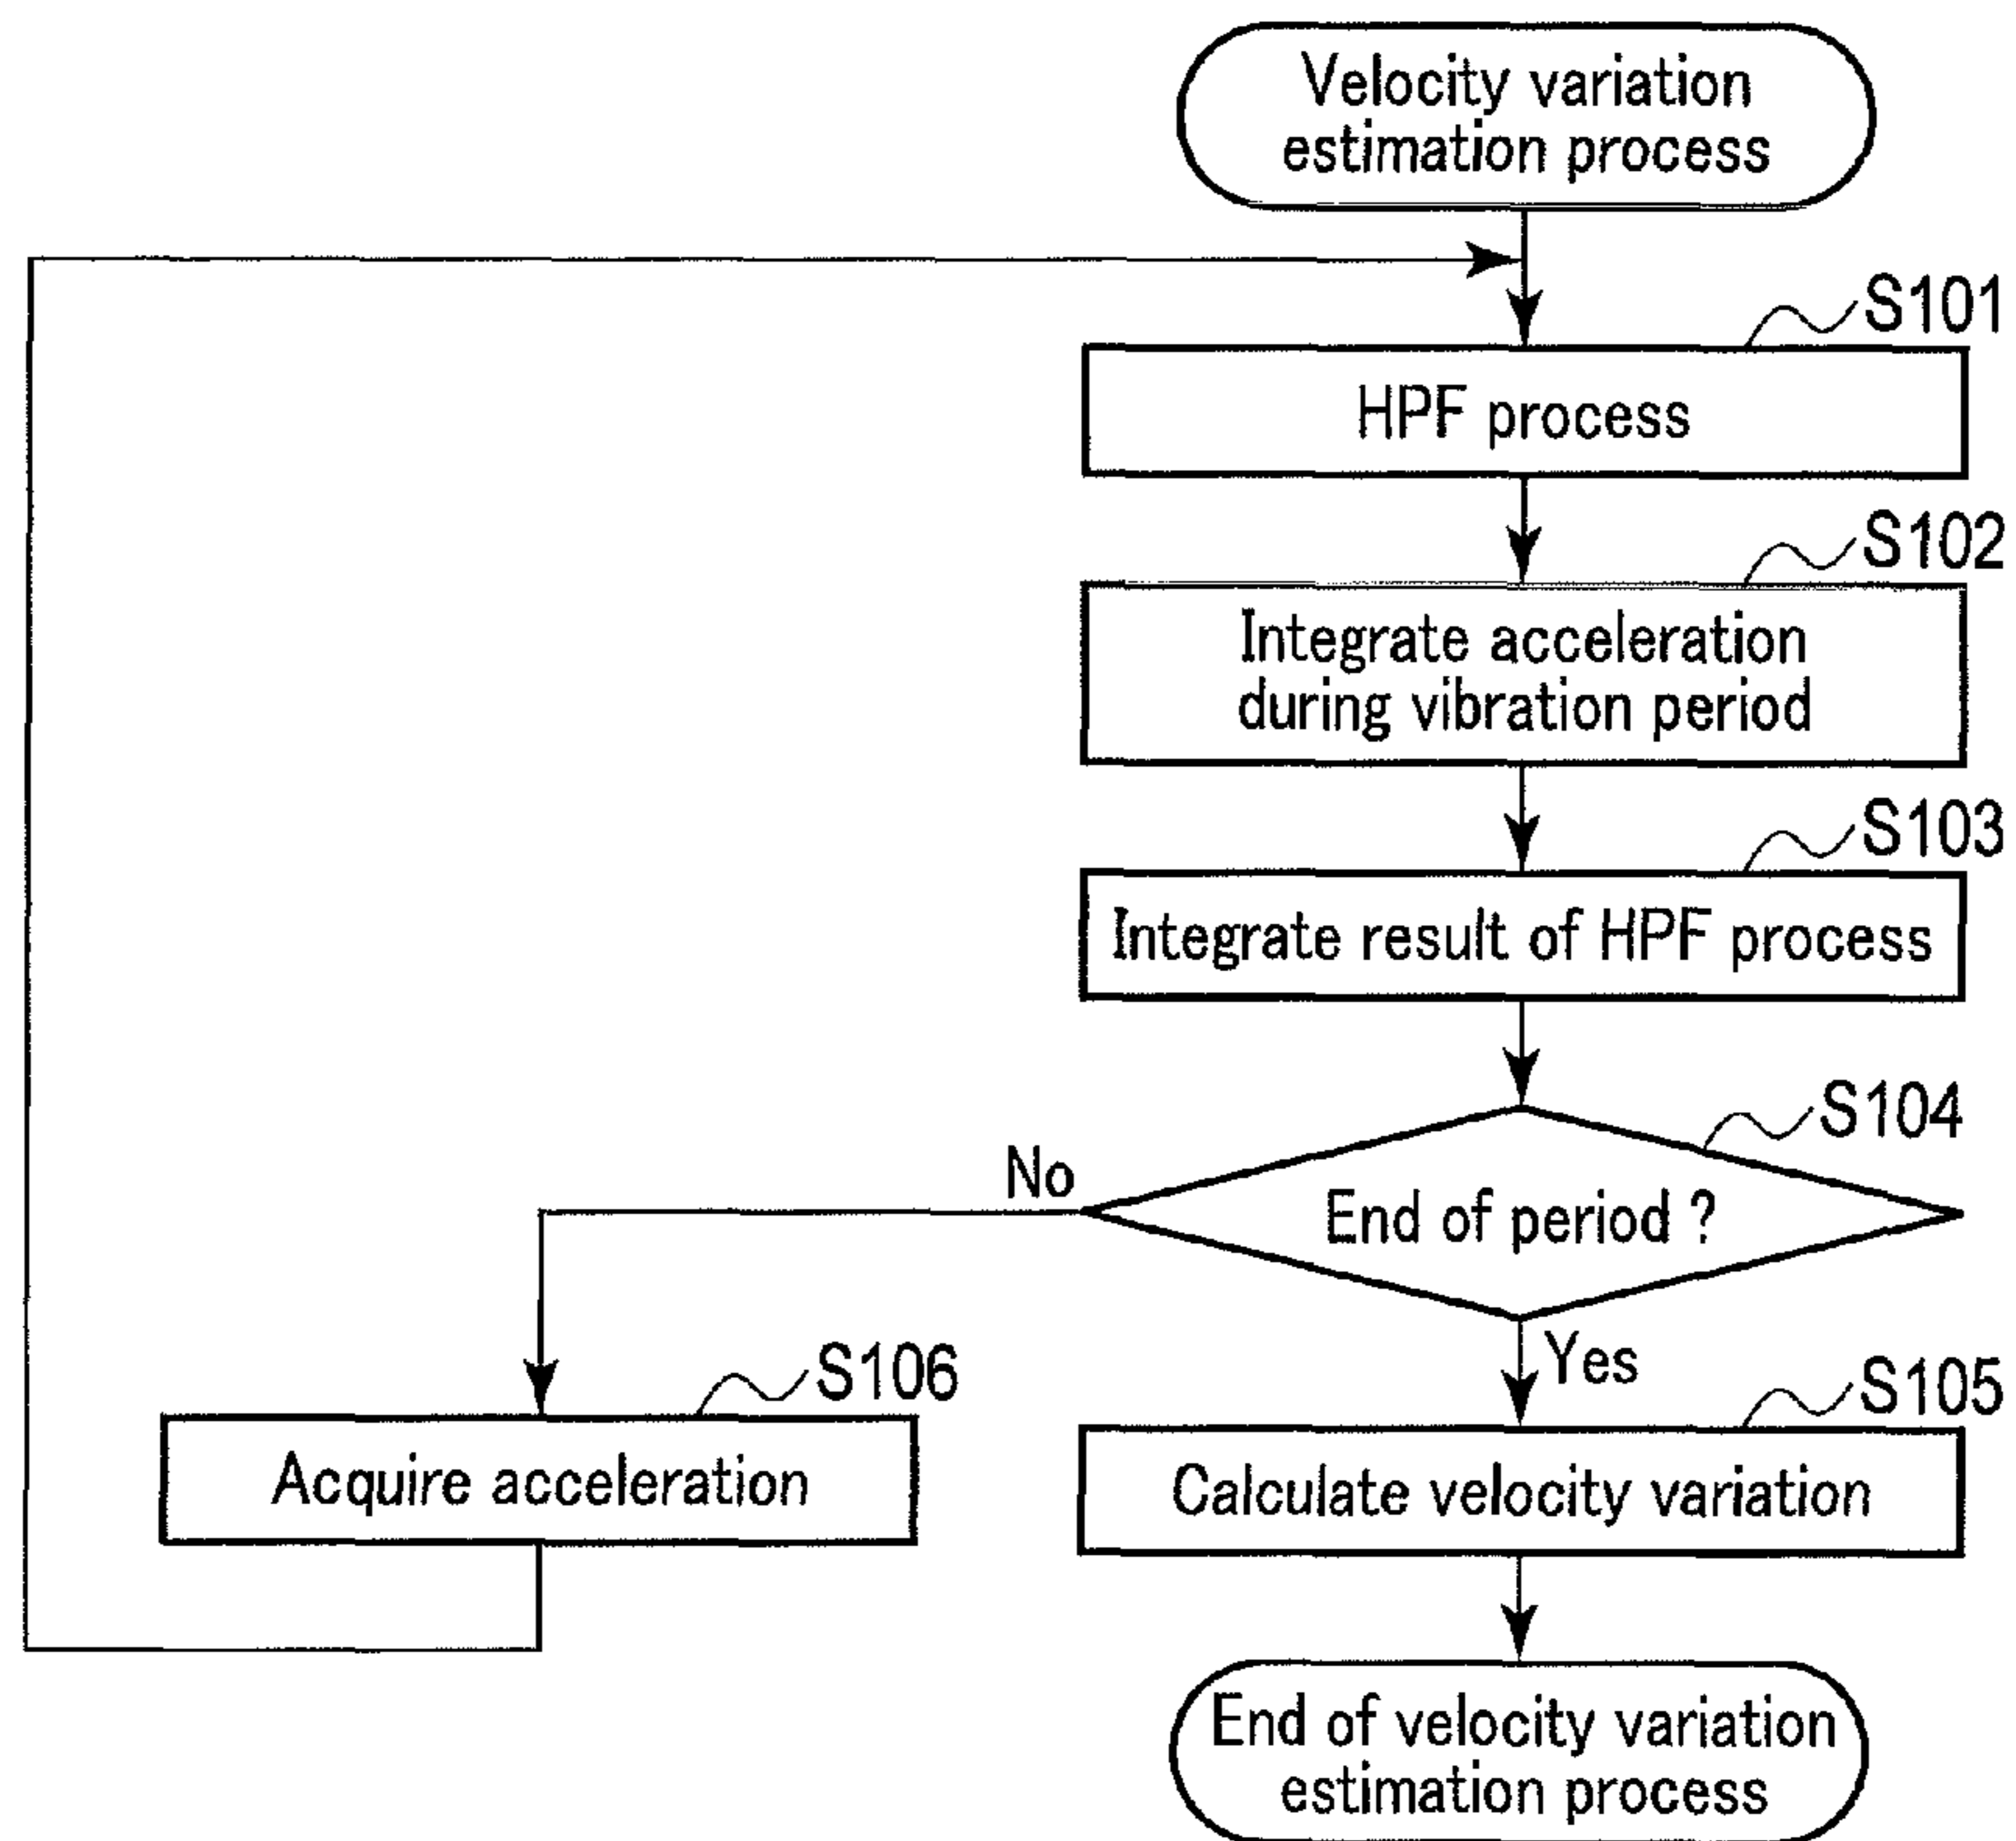 Velocity variation
estimation process
S101
HPF process
S102
Integrate acceleration
during vibration period
S103
Integrate result of HPF process
S104
No
End of period ?
Yes
S106
Acquire acceleration
S105
Calculate velocity variation
End of velocity variation
estimation process